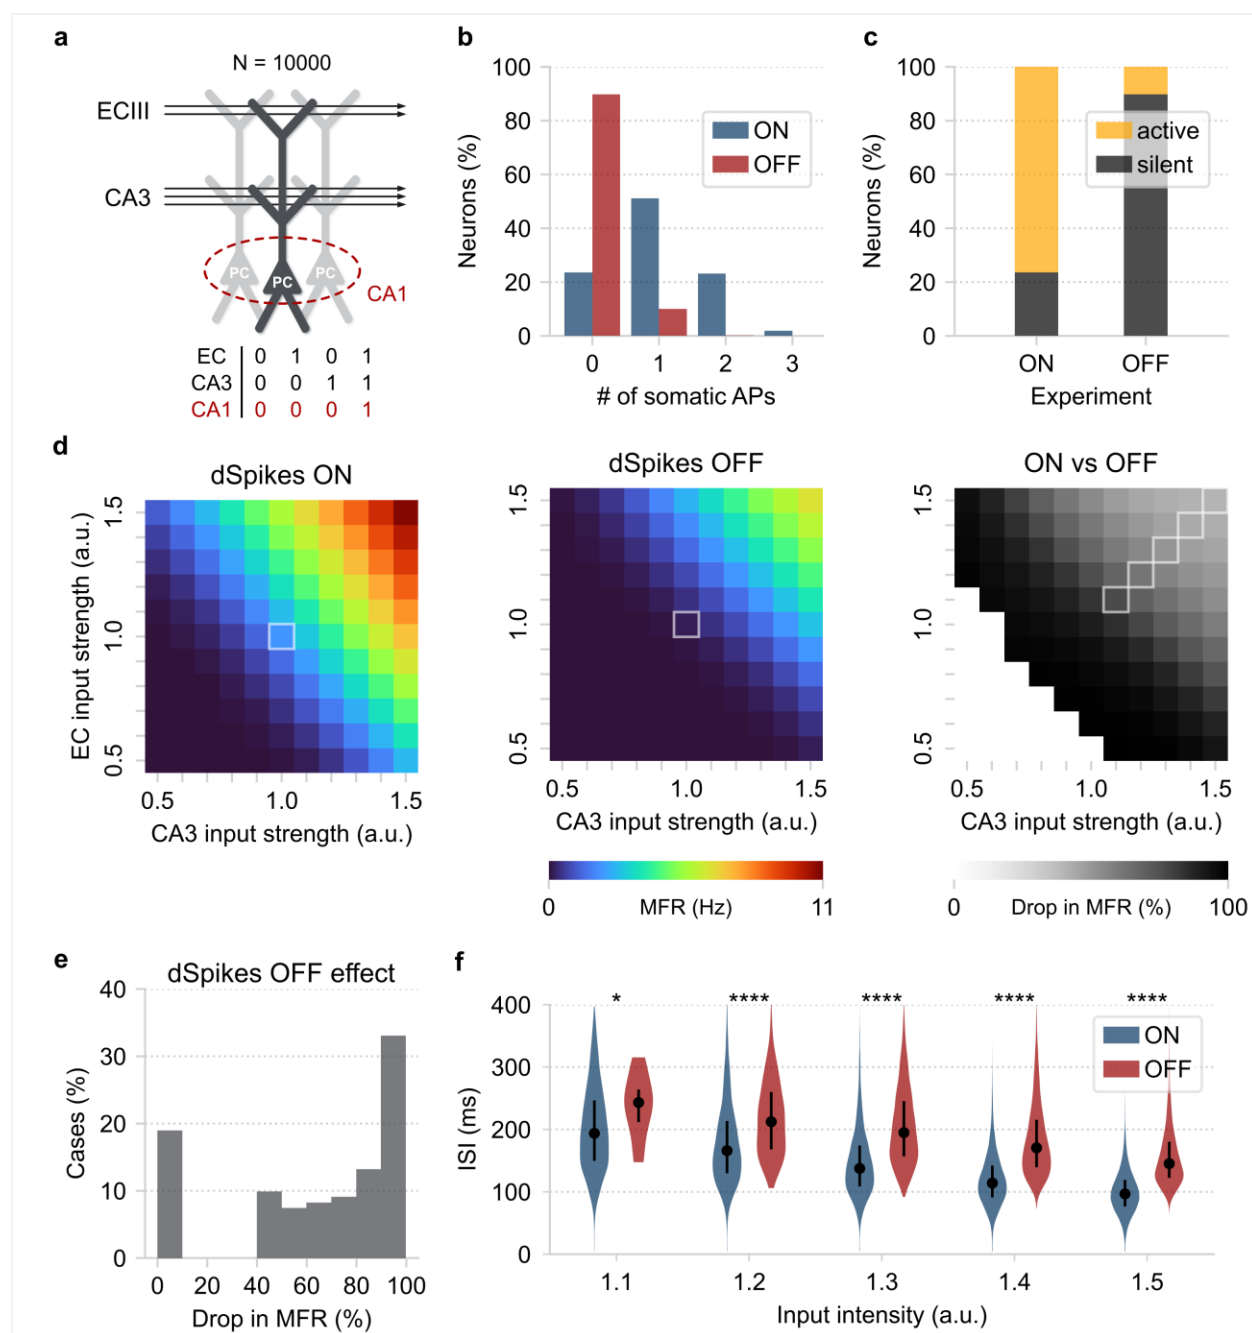 a
N = 10000
ECIII
CA3
PC PC PC
CA1
EC 0 1 0 1
CA3 0 0 1 1
CA1 0 0 0 1
b
100
80
60
40
20
0
Neurons (%)
ON
OFF
0 1 2 3
# of somatic APs
c
100
80
60
40
20
0
Neurons (%)
active
silent
ON OFF
Experiment
d
dSpikes ON
1.5
1.0
0.5
EC input strength (a.u.)
0.5 1.0 1.5
CA3 input strength (a.u.)
dSpikes OFF
1.5
1.0
0.5
0.5 1.0 1.5
CA3 input strength (a.u.)
0 MFR (Hz) 11
ON vs OFF
1.5
1.0
0.5
0.5 1.0 1.5
CA3 input strength (a.u.)
0 Drop in MFR (%) 100
e
dSpikes OFF effect
40
30
20
10
0
Cases (%)
0 20 40 60 80 100
Drop in MFR (%)
f
* **** **** **** ****
400
300
200
100
0
ISI (ms)
ON
OFF
1.1 1.2 1.3 1.4 1.5
Input intensity (a.u.)